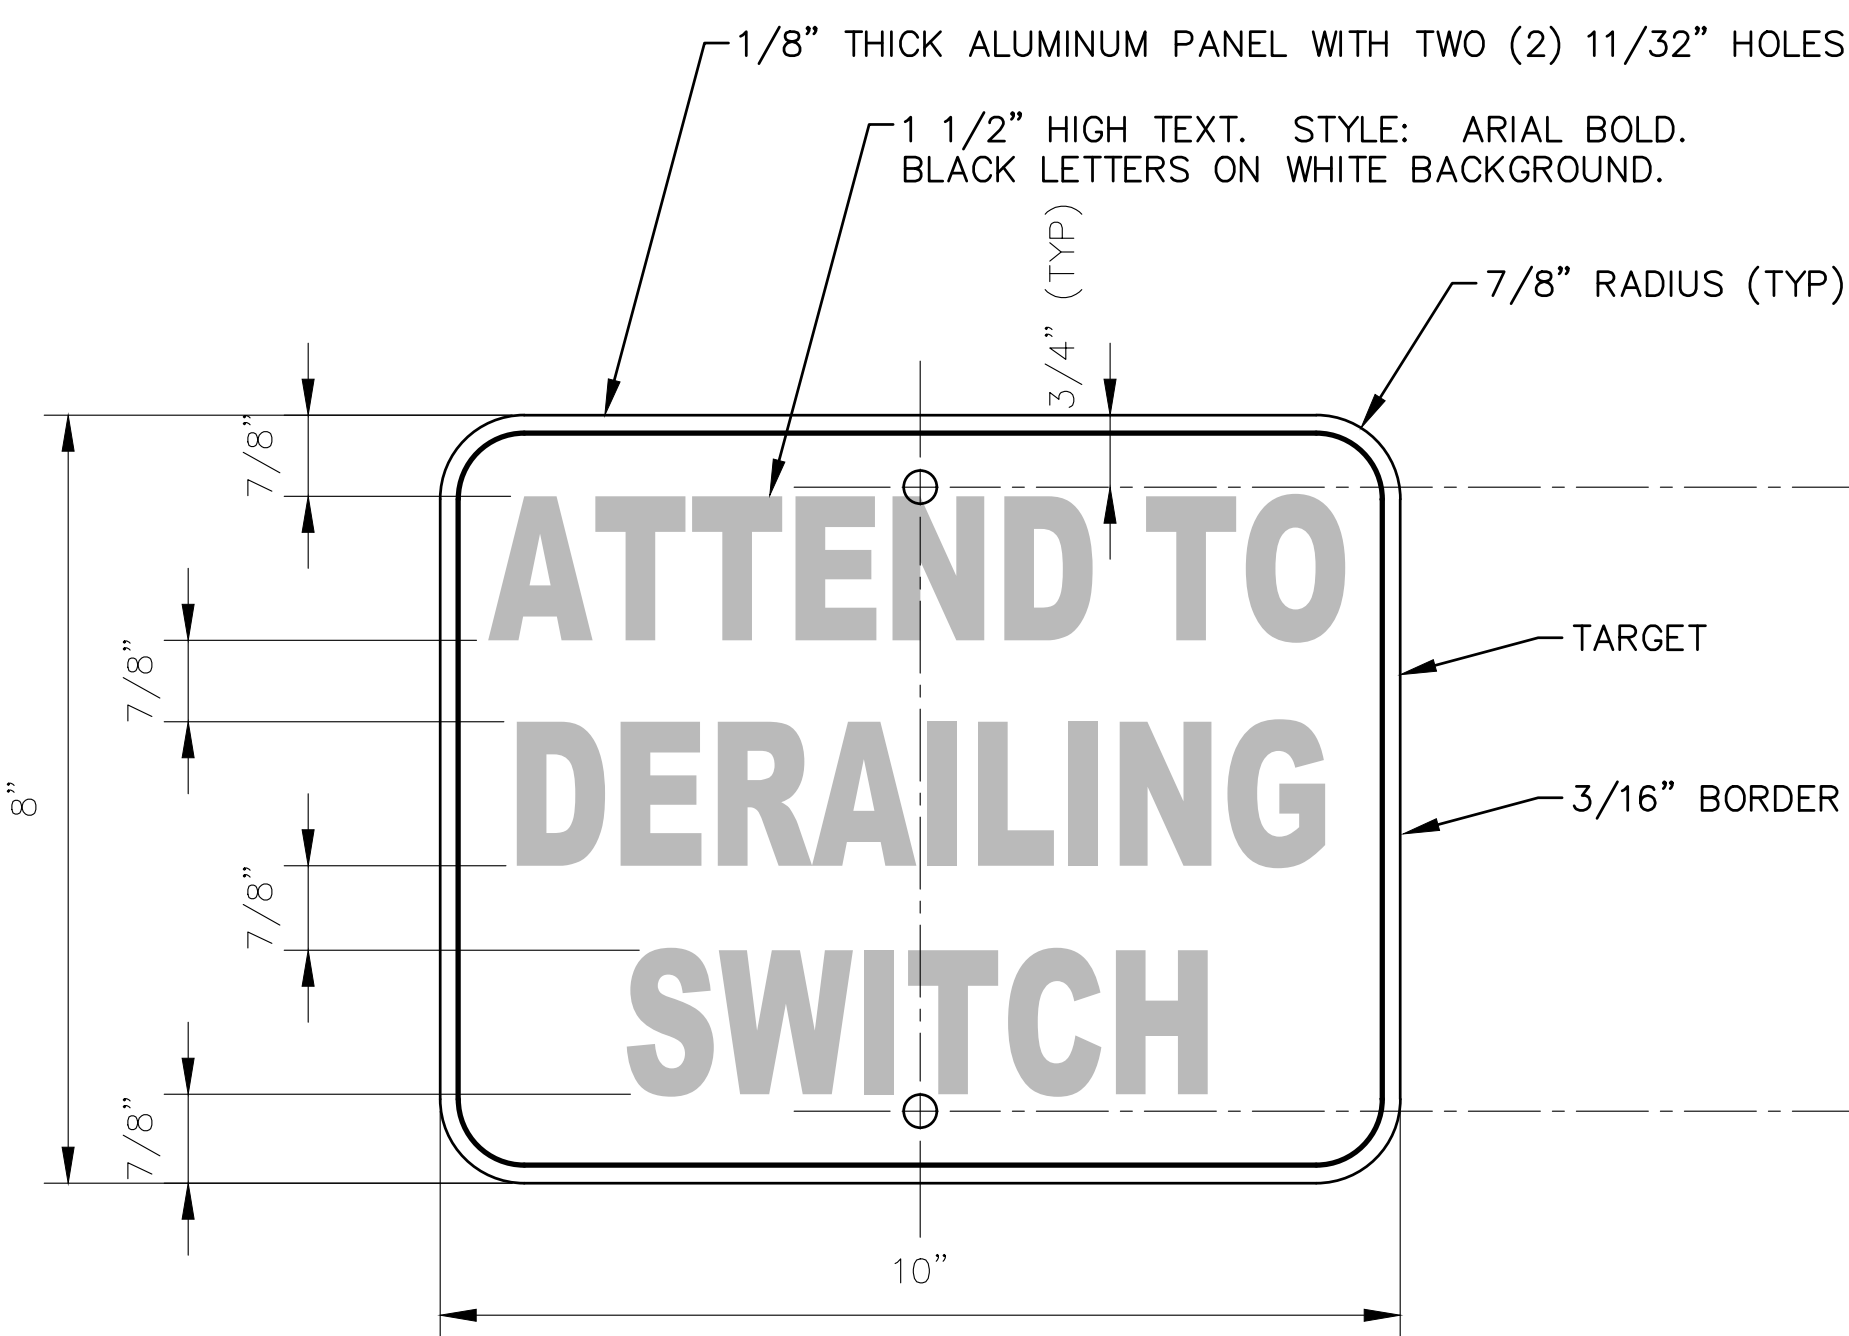 1/8” THICK ALUMINUM PANEL WITH TWO (2) 11/32” HOLES
1 1/2” HIGH TEXT. STYLE: ARIAL BOLD.
BLACK LETTERS ON WHITE BACKGROUND.
3/4” (TYP)
7/8” RADIUS (TYP)
7/8”
ATTEND TO
TARGET
7/8”
DERAILING
8”
3/16” BORDER
7/8”
SWITCH
7/8”
10”